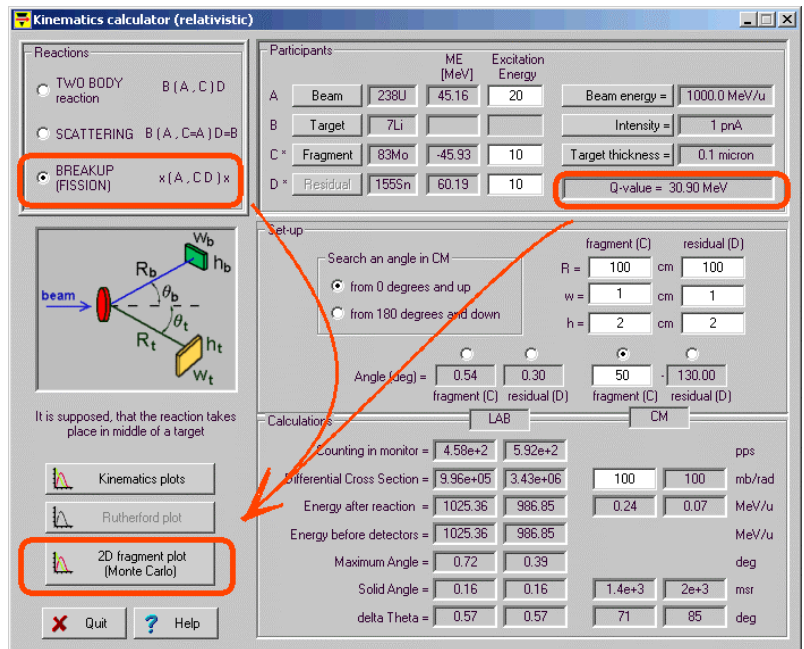 Kinematics calculator (relativistic)
Reactions
TWO BODY reaction B(A,C)D
SCATTERING B(A,C=A)D=B
BREAKUP (FISSION) x(A,CD)x
Participants
ME [MeV] Excitation Energy
A Beam 238U 45.16 20 Beam energy = 1000.0 MeV/u
B Target 7Li Intensity = 1 pnA
C * Fragment 83Mo -45.93 10 Target thickness = 0.1 micron
D * Residual 155Sn 60.19 10 Q-value = 30.90 MeV
beam
Rb
θb
Wb
hb
Rt
θt
ht
Wt
It is supposed, that the reaction takes
place in middle of a target
Kinematics plots
Rutherford plot
2D fragment plot
(Monte Carlo)
Quit
Help
Set-up
Search an angle in CM
from 0 degrees and up
from 180 degrees and down
fragment (C) residual (D)
R = 100 cm 100
w = 1 cm 1
h = 2 cm 2
Angle (deg) = 0.54 0.30 50 - 130.00
fragment (C) residual (D) fragment (C) residual (D)
Calculations LAB CM
Counting in monitor = 4.58e+2 5.92e+2 pps
Differential Cross Section = 9.96e+05 3.43e+06 100 100 mb/rad
Energy after reaction = 1025.36 986.85 0.24 0.07 MeV/u
Energy before detectors = 1025.36 986.85 MeV/u
Maximum Angle = 0.72 0.39 deg
Solid Angle = 0.16 0.16 1.4e+3 2e+3 msr
delta Theta = 0.57 0.57 71 85 deg